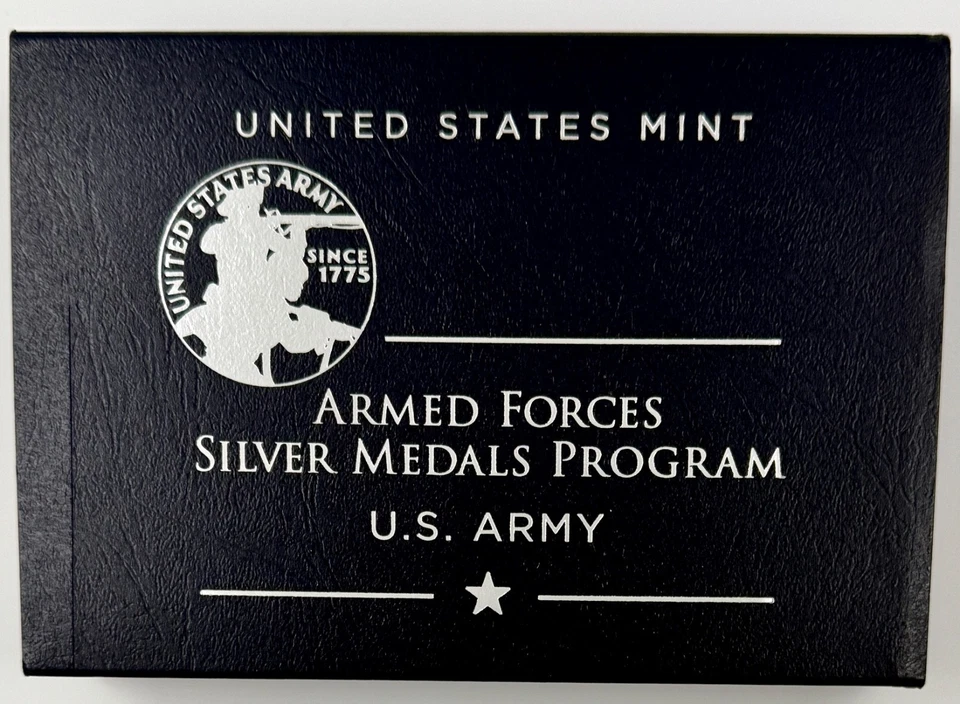 UNITED STATES MINT
UNITED STATES ARMY
SINCE
1775
ARMED FORCES
SILVER MEDALS PROGRAM
U.S. ARMY